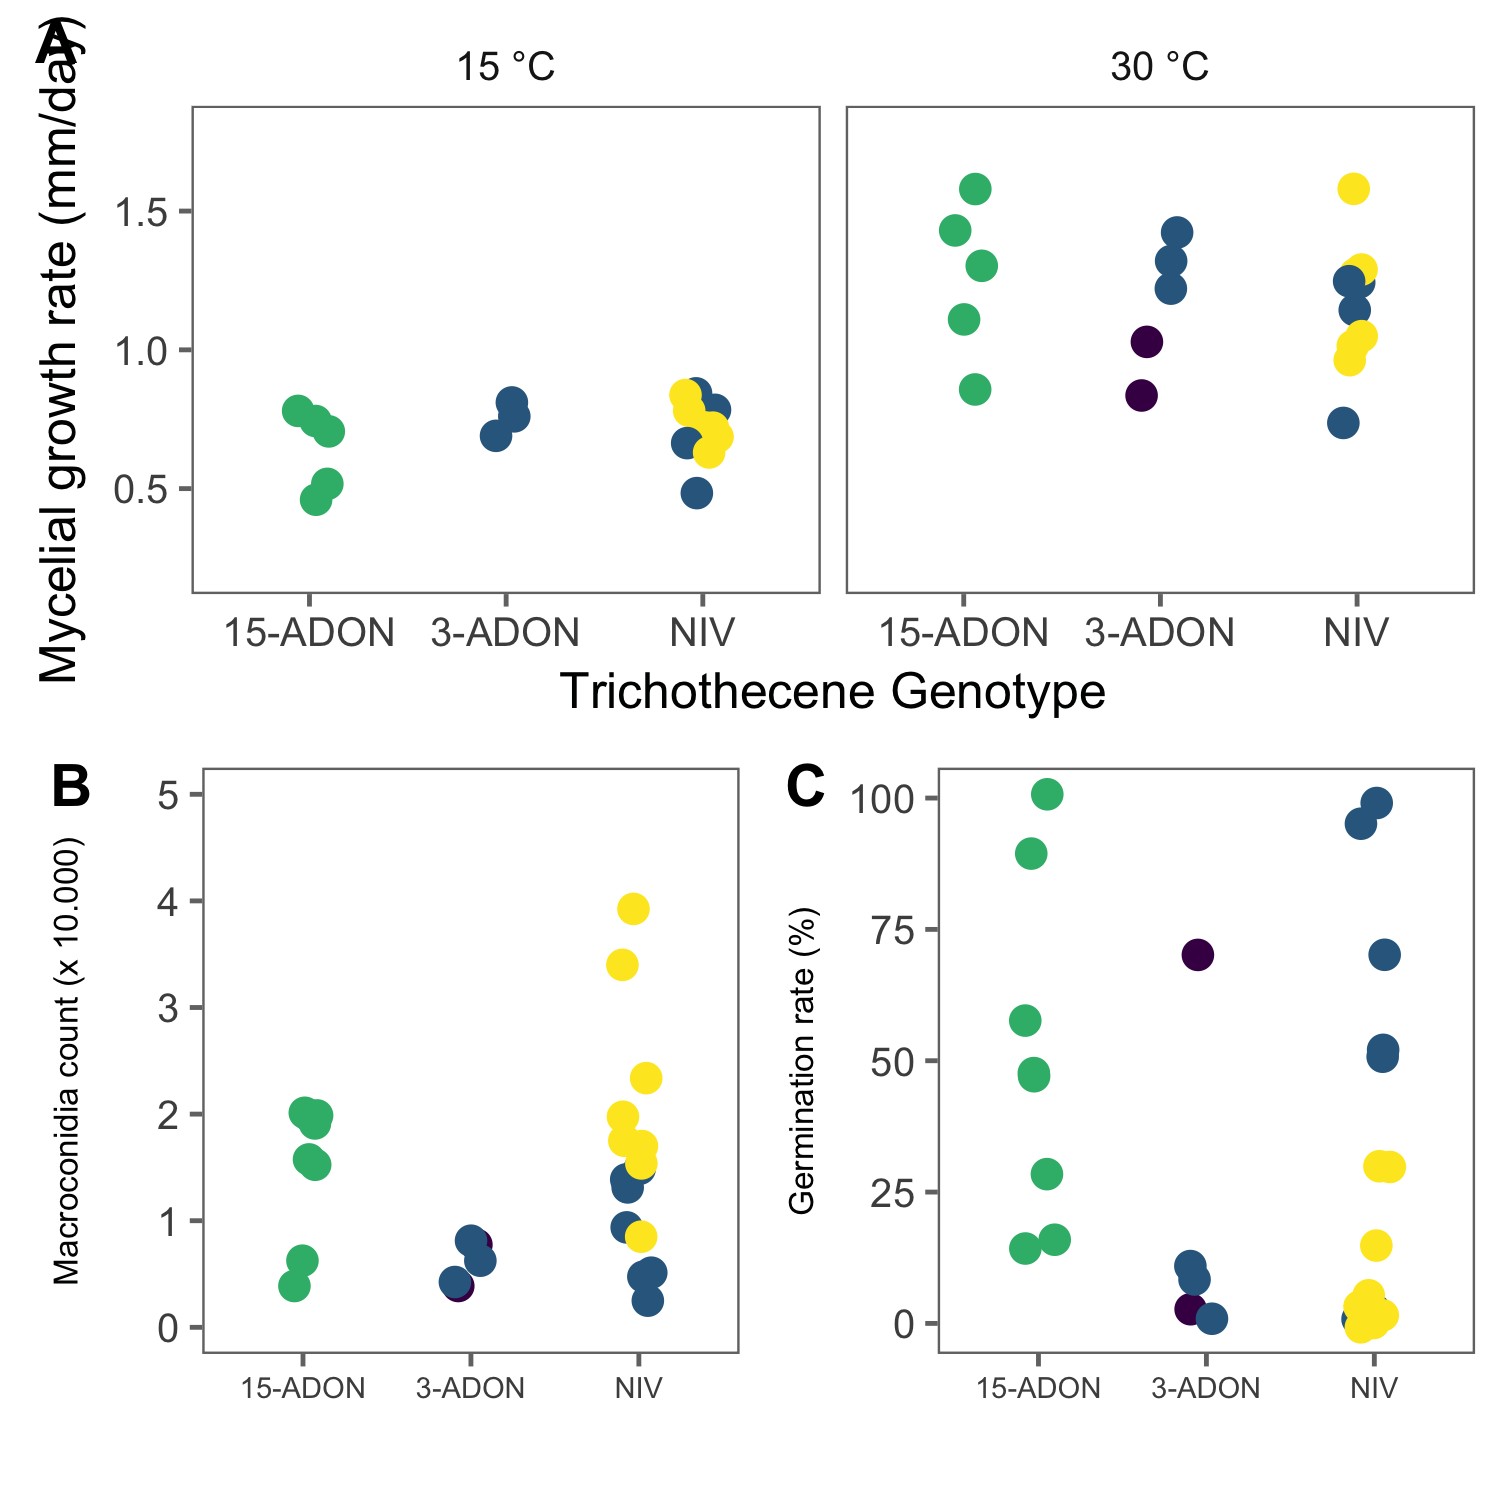 A
15 °C
30 °C
Mycelial growth rate (mm/day)
1.5
1.0
0.5
15-ADON
3-ADON
NIV
15-ADON
3-ADON
NIV
Trichothecene Genotype
B
Macroconidia count (x 10.000)
5
4
3
2
1
0
15-ADON
3-ADON
NIV
C
Germination rate (%)
100
75
50
25
0
15-ADON
3-ADON
NIV